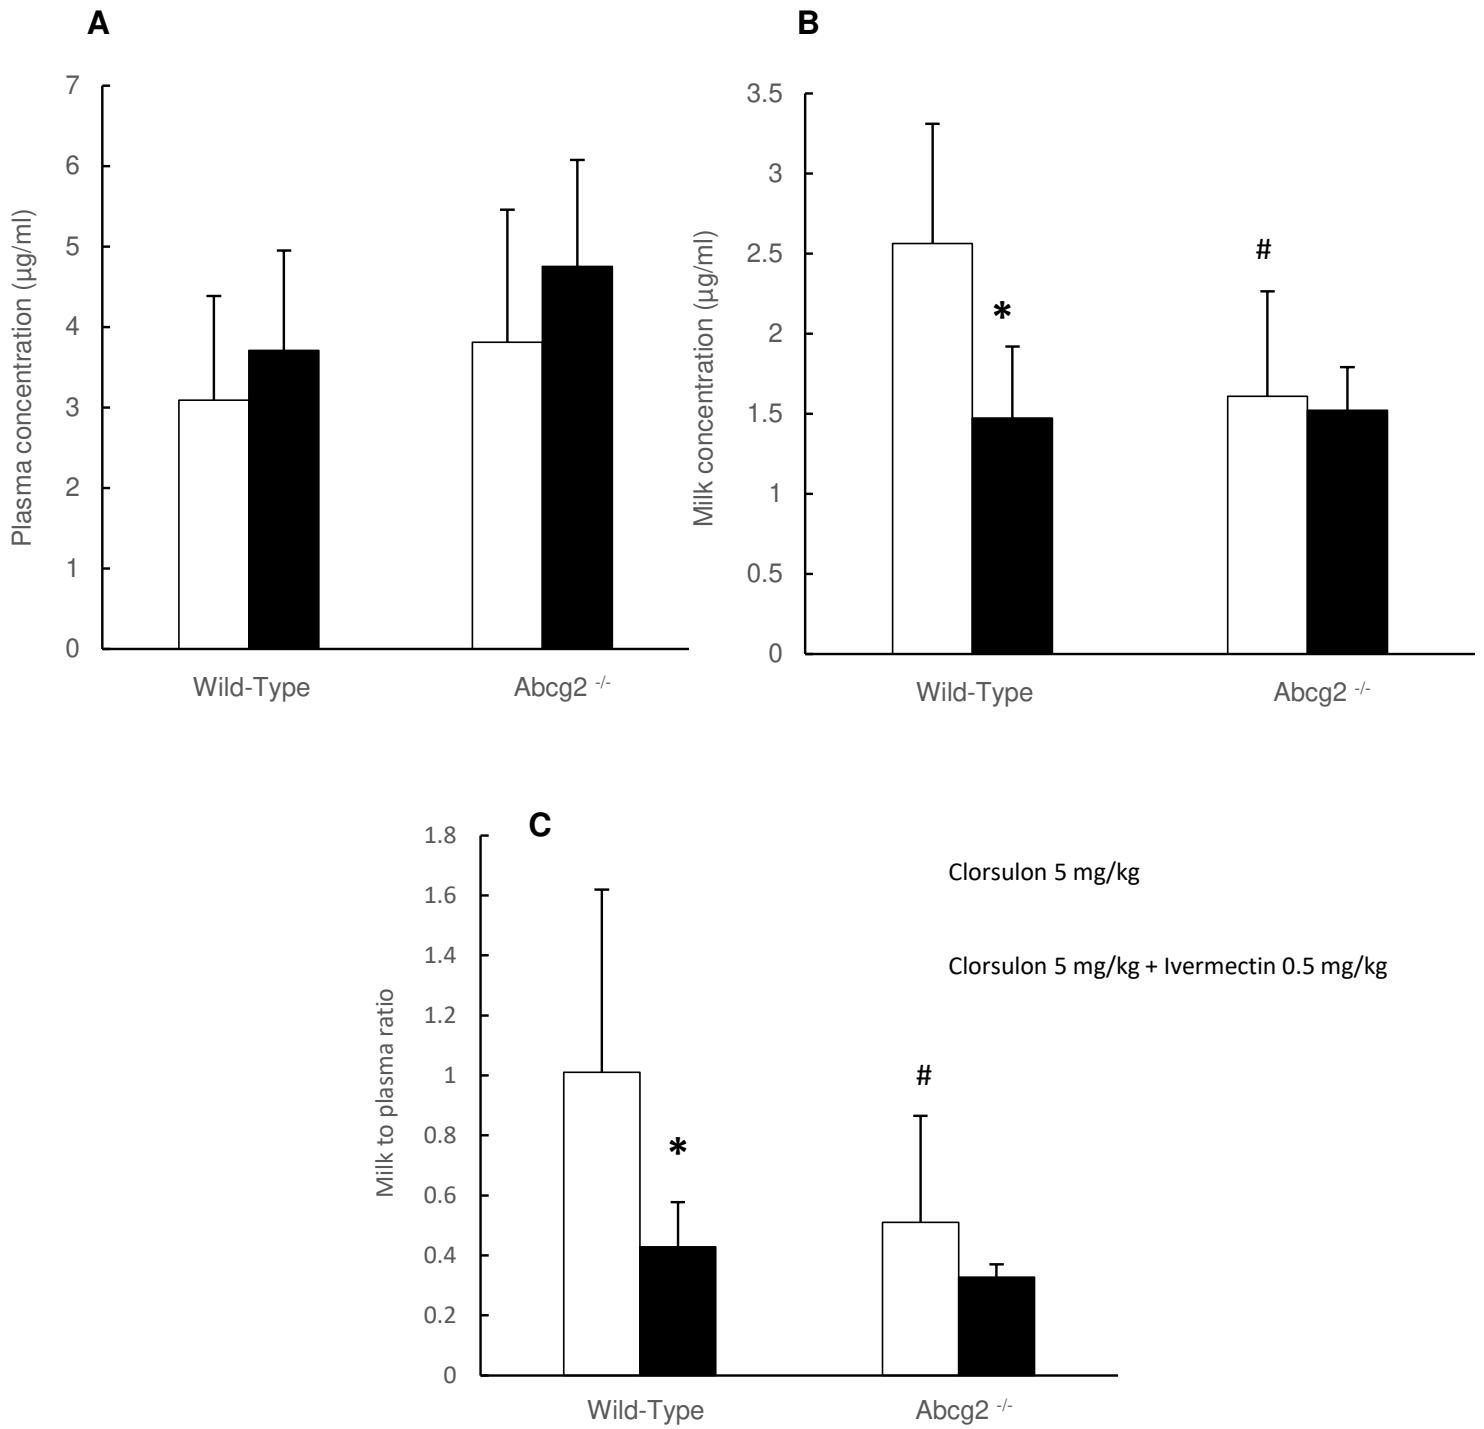 A
7
6
5
4
3
2
1
0
Plasma concentration (µg/ml)
Wild-Type
Abcg2 -/-
B
3.5
3
2.5
2
1.5
1
0.5
0
Milk concentration (µg/ml)
*
#
Wild-Type
Abcg2 -/-
C
1.8
1.6
1.4
1.2
1
0.8
0.6
0.4
0.2
0
Milk to plasma ratio
*
#
Wild-Type
Abcg2 -/-
Clorsulon 5 mg/kg
Clorsulon 5 mg/kg + Ivermectin 0.5 mg/kg